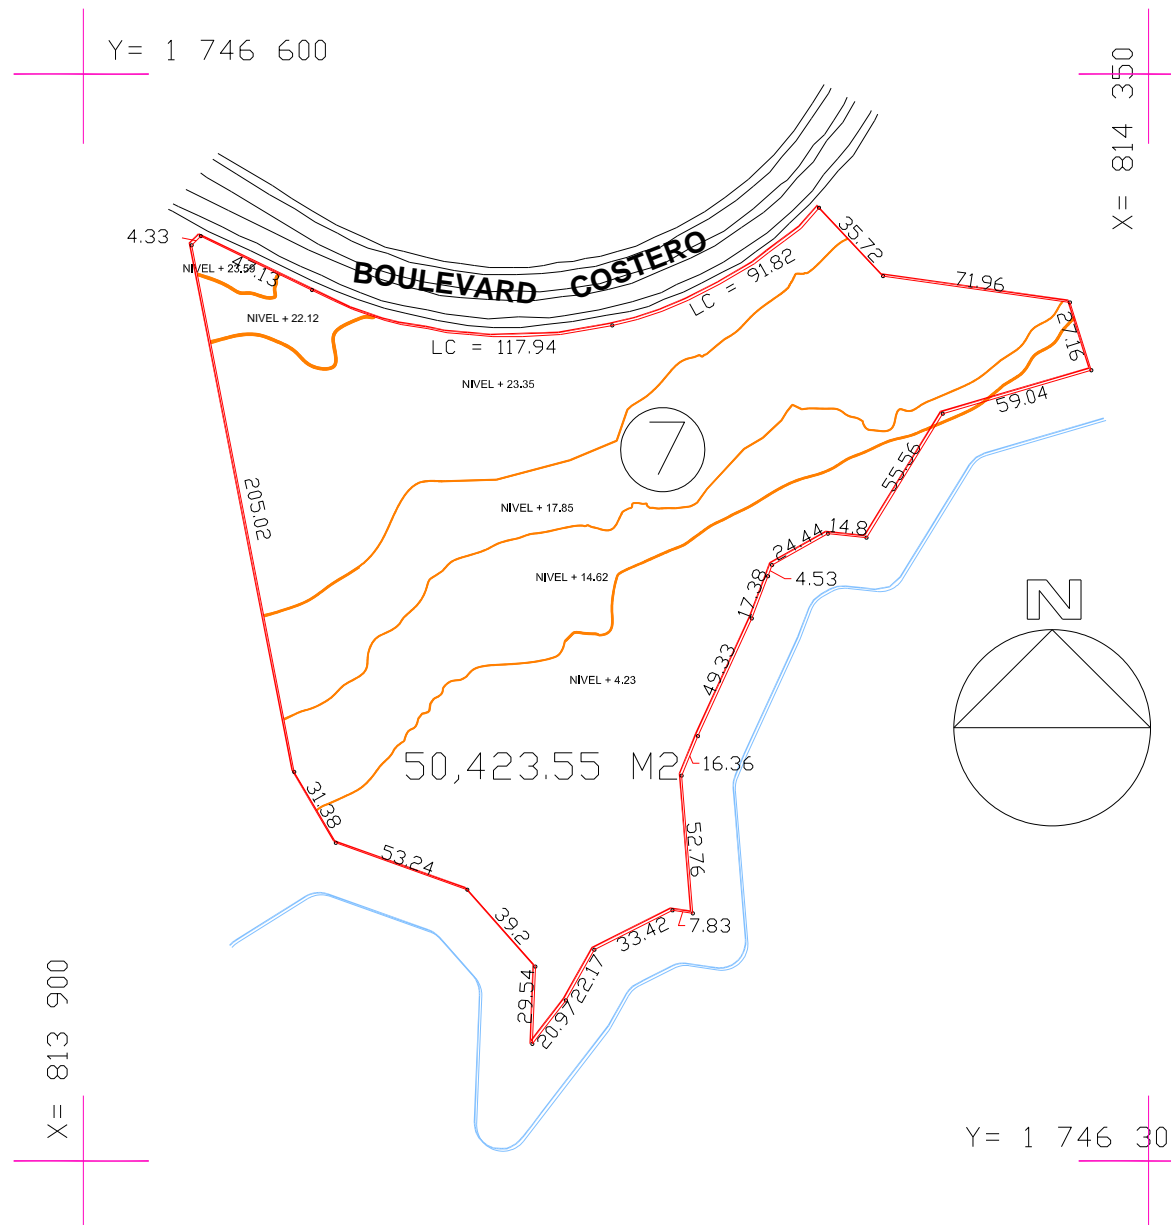 Y= 1 746 600
X= 814 350
4.33
NIVEL + 23.59
NIVEL + 22.12
BOULEVARD COSTERO
LC = 91.82
35.72
71.96
27.16
LC = 117.94
NIVEL + 23.35
59.04
7
55.56
205.02
NIVEL + 17.85
14.8
24.44
NIVEL + 14.62
4.53
17.38
N
49.33
NIVEL + 4.23
50,423.55 M2
16.36
31.38
52.76
53.24
39.2
33.42
7.83
22.17
29.54
20.97
X= 813 900
Y= 1 746 30